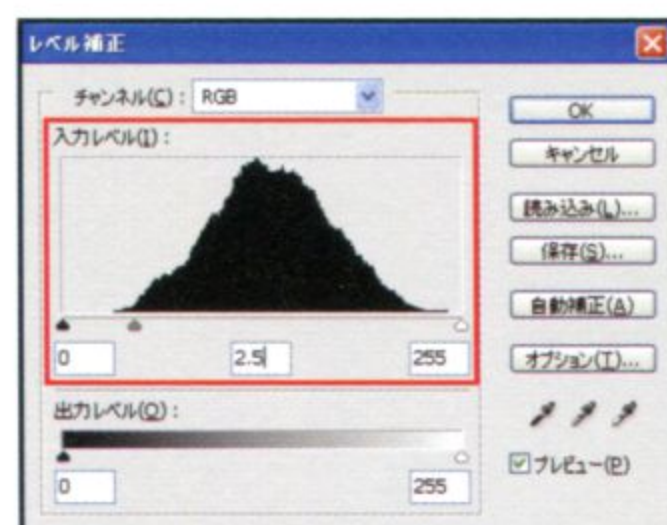 レベル補正
チャンネル(C): RGB
入力レベル(I):
0 2.5 255
出力レベル(O):
0 255
OK
キャンセル
読み込み(L)...
保存(S)...
自動補正(A)
オプション(T)...
プレビュー(P)